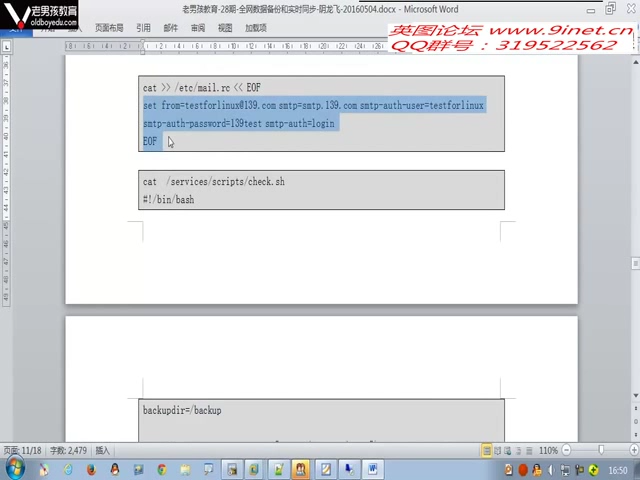 老男孩教育
oldboyedu.com
老男孩教育-28期-全网数据备份和实时同步-明龙飞-20160504.docx - Microsoft Word
英图论坛 www.9inet.cn
QQ群号：319522562
文件 开始 插入 页面布局 引用 邮件 审阅 视图 加载项
cat >> /etc/mail.rc << EOF
set from=testforlinux@139.com smtp=smtp.139.com smtp-auth-user=testforlinux
smtp-auth-password=139test smtp-auth=login
EOF
cat  /services/scripts/check.sh
#!/bin/bash
backupdir=/backup
页面: 11/18 字数: 2,479 插入 110%
16:50